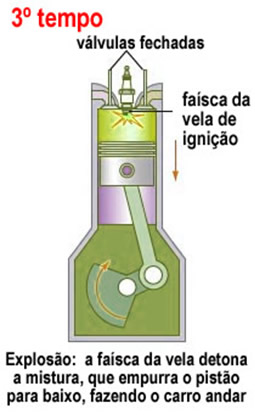 3º tempo
válvulas fechadas
faísca da
vela de
ignição
Explosão: a faísca da vela detona
a mistura, que empurra o pistão
para baixo, fazendo o carro andar